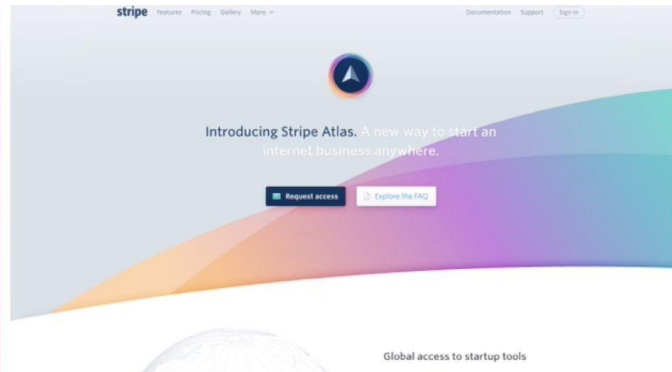 stripe Features Pricing Gallery More Documentation Support Sign in
Introducing Stripe Atlas. A new way to start an
internet business anywhere.
Request access Explore the FAQ
Global access to startup tools